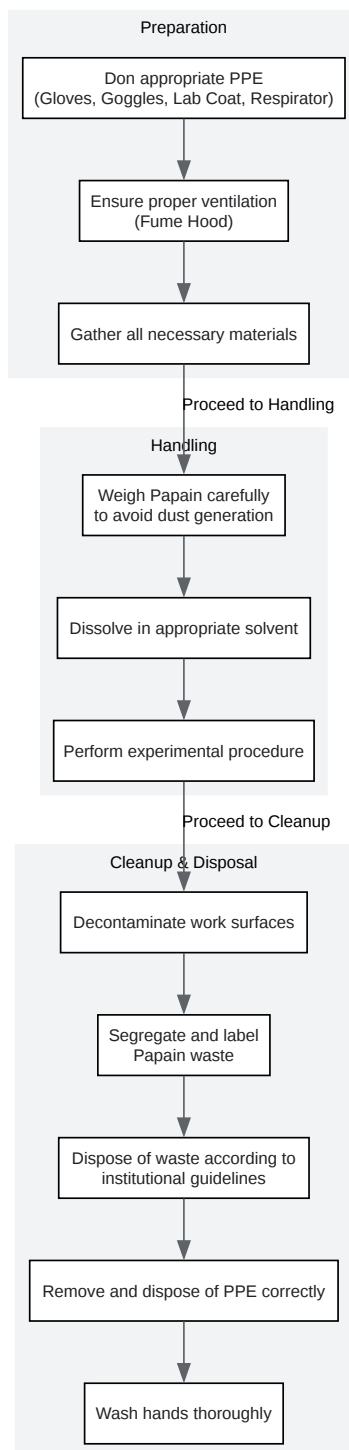 Preparation
Don appropriate PPE
(Gloves, Goggles, Lab Coat, Respirator)
Ensure proper ventilation
(Fume Hood)
Gather all necessary materials
Proceed to Handling
Handling
Weigh Papain carefully
to avoid dust generation
Dissolve in appropriate solvent
Perform experimental procedure
Proceed to Cleanup
Cleanup & Disposal
Decontaminate work surfaces
Segregate and label
Papain waste
Dispose of waste according to
institutional guidelines
Remove and dispose of PPE correctly
Wash hands thoroughly